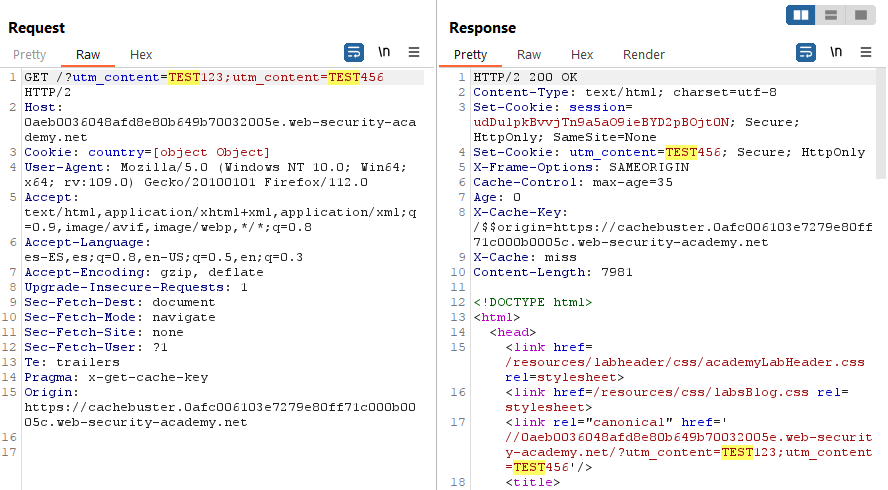 Request
Pretty Raw Hex \n
1 GET /?utm_content=TEST123;utm_content=TEST456
HTTP/2
2 Host:
0aeb0036048afd8e80b649b70032005e.web-security-aca
demy.net
3 Cookie: country=[object Object]
4 User-Agent: Mozilla/5.0 (Windows NT 10.0; Win64;
x64; rv:109.0) Gecko/20100101 Firefox/112.0
5 Accept:
text/html,application/xhtml+xml,application/xml;q
=0.9,image/avif,image/webp,*/*;q=0.8
6 Accept-Language:
es-ES,es;q=0.8,en-US;q=0.5,en;q=0.3
7 Accept-Encoding: gzip, deflate
8 Upgrade-Insecure-Requests: 1
9 Sec-Fetch-Dest: document
10 Sec-Fetch-Mode: navigate
11 Sec-Fetch-Site: none
12 Sec-Fetch-User: ?1
13 Te: trailers
14 Pragma: x-get-cache-key
15 Origin:
https://cachebuster.0afc006103e7279e80ff71c000b00
05c.web-security-academy.net
16
17
Response
Pretty Raw Hex Render \n
1 HTTP/2 200 OK
2 Content-Type: text/html; charset=utf-8
3 Set-Cookie: session=
udDulpkBvvjTn9a5aO9ieBYD2pBOjtON; Secure;
HttpOnly; SameSite=None
4 Set-Cookie: utm_content=TEST456; Secure; HttpOnly
5 X-Frame-Options: SAMEORIGIN
6 Cache-Control: max-age=35
7 Age: 0
8 X-Cache-Key:
/$$origin=https://cachebuster.0afc006103e7279e80ff
71c000b0005c.web-security-academy.net
9 X-Cache: miss
10 Content-Length: 7981
11
12 <!DOCTYPE html>
13 <html>
14 <head>
15 <link href=
/resources/labheader/css/academyLabHeader.css
rel=stylesheet>
16 <link href=/resources/css/labsBlog.css rel=
stylesheet>
17 <link rel="canonical" href='
//0aeb0036048afd8e80b649b70032005e.web-securit
y-academy.net/?utm_content=TEST123;utm_content
=TEST456'/>
18 <title>